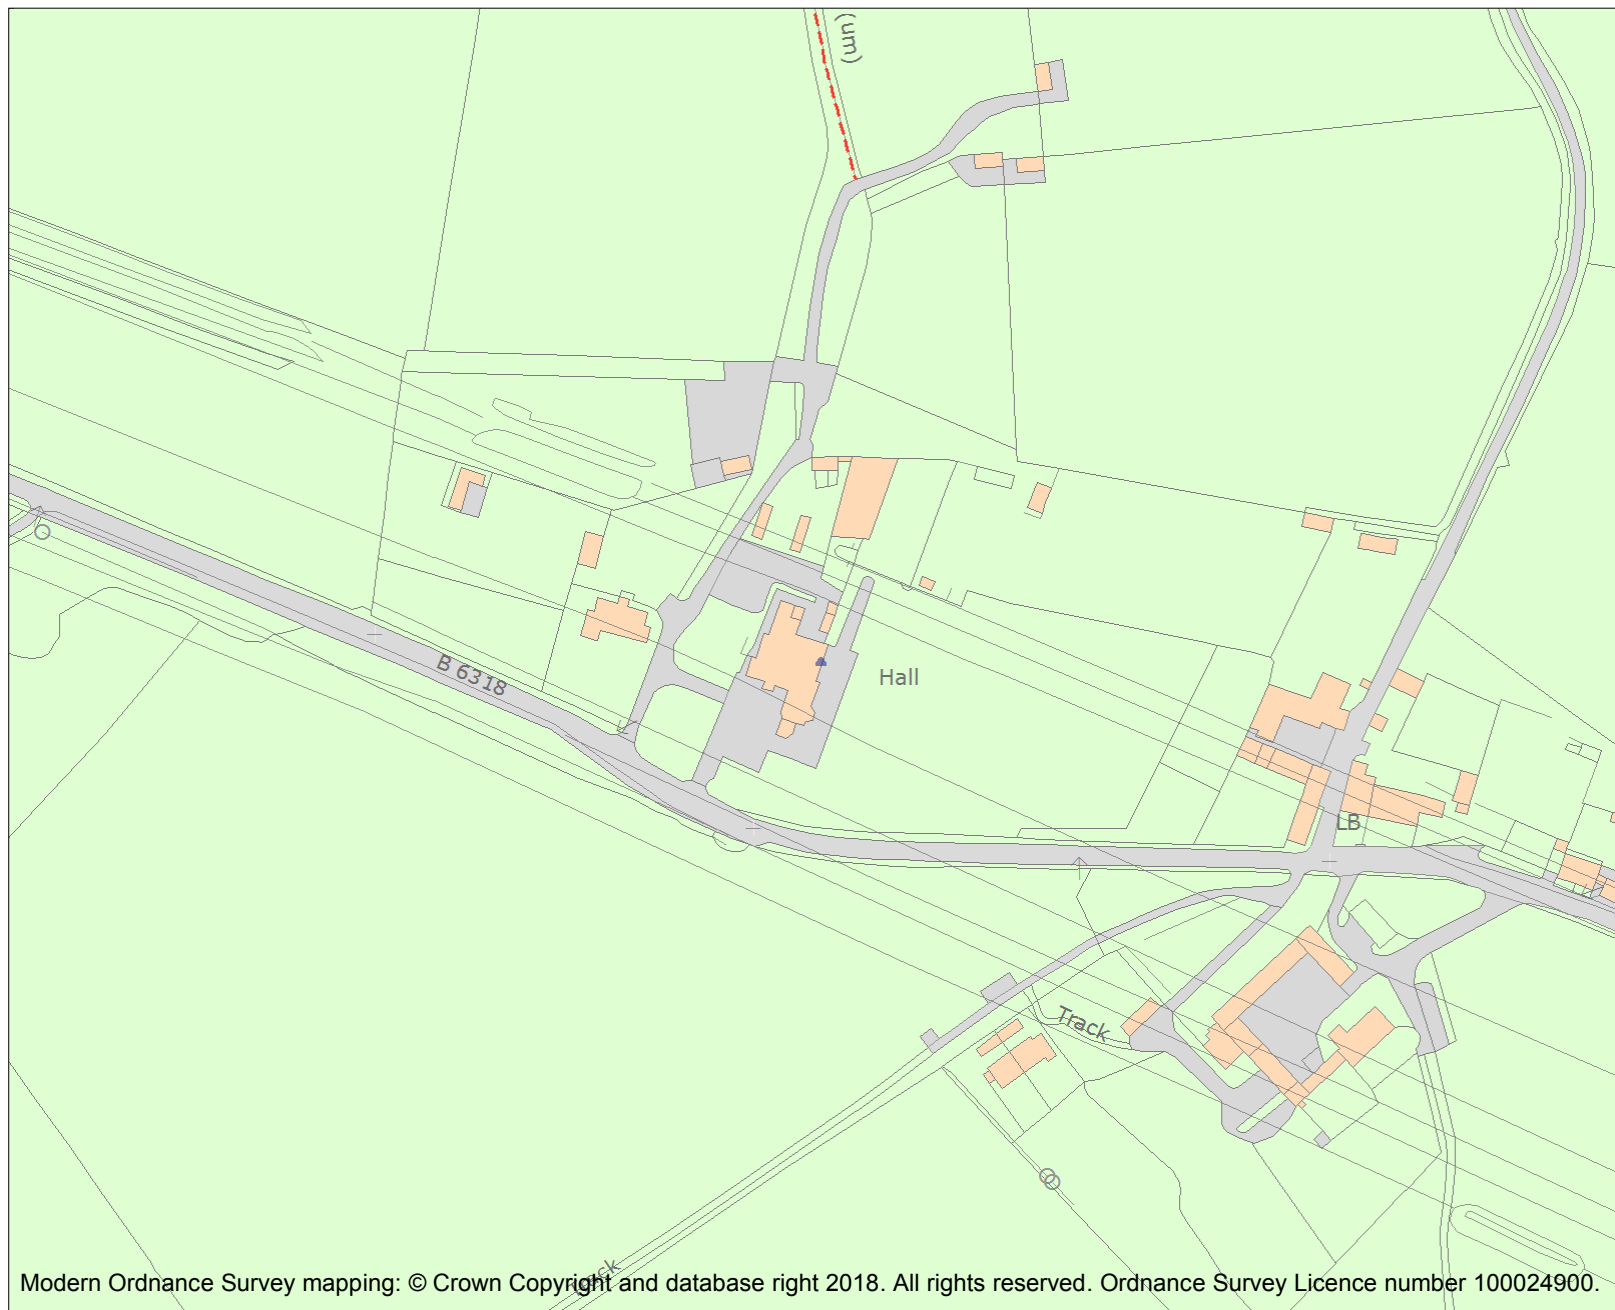 (um)
B 6318
Hall
LB
Track
Track
Modern Ordnance Survey mapping: © Crown Copyright and database right 2018. All rights reserved. Ordnance Survey Licence number 100024900.